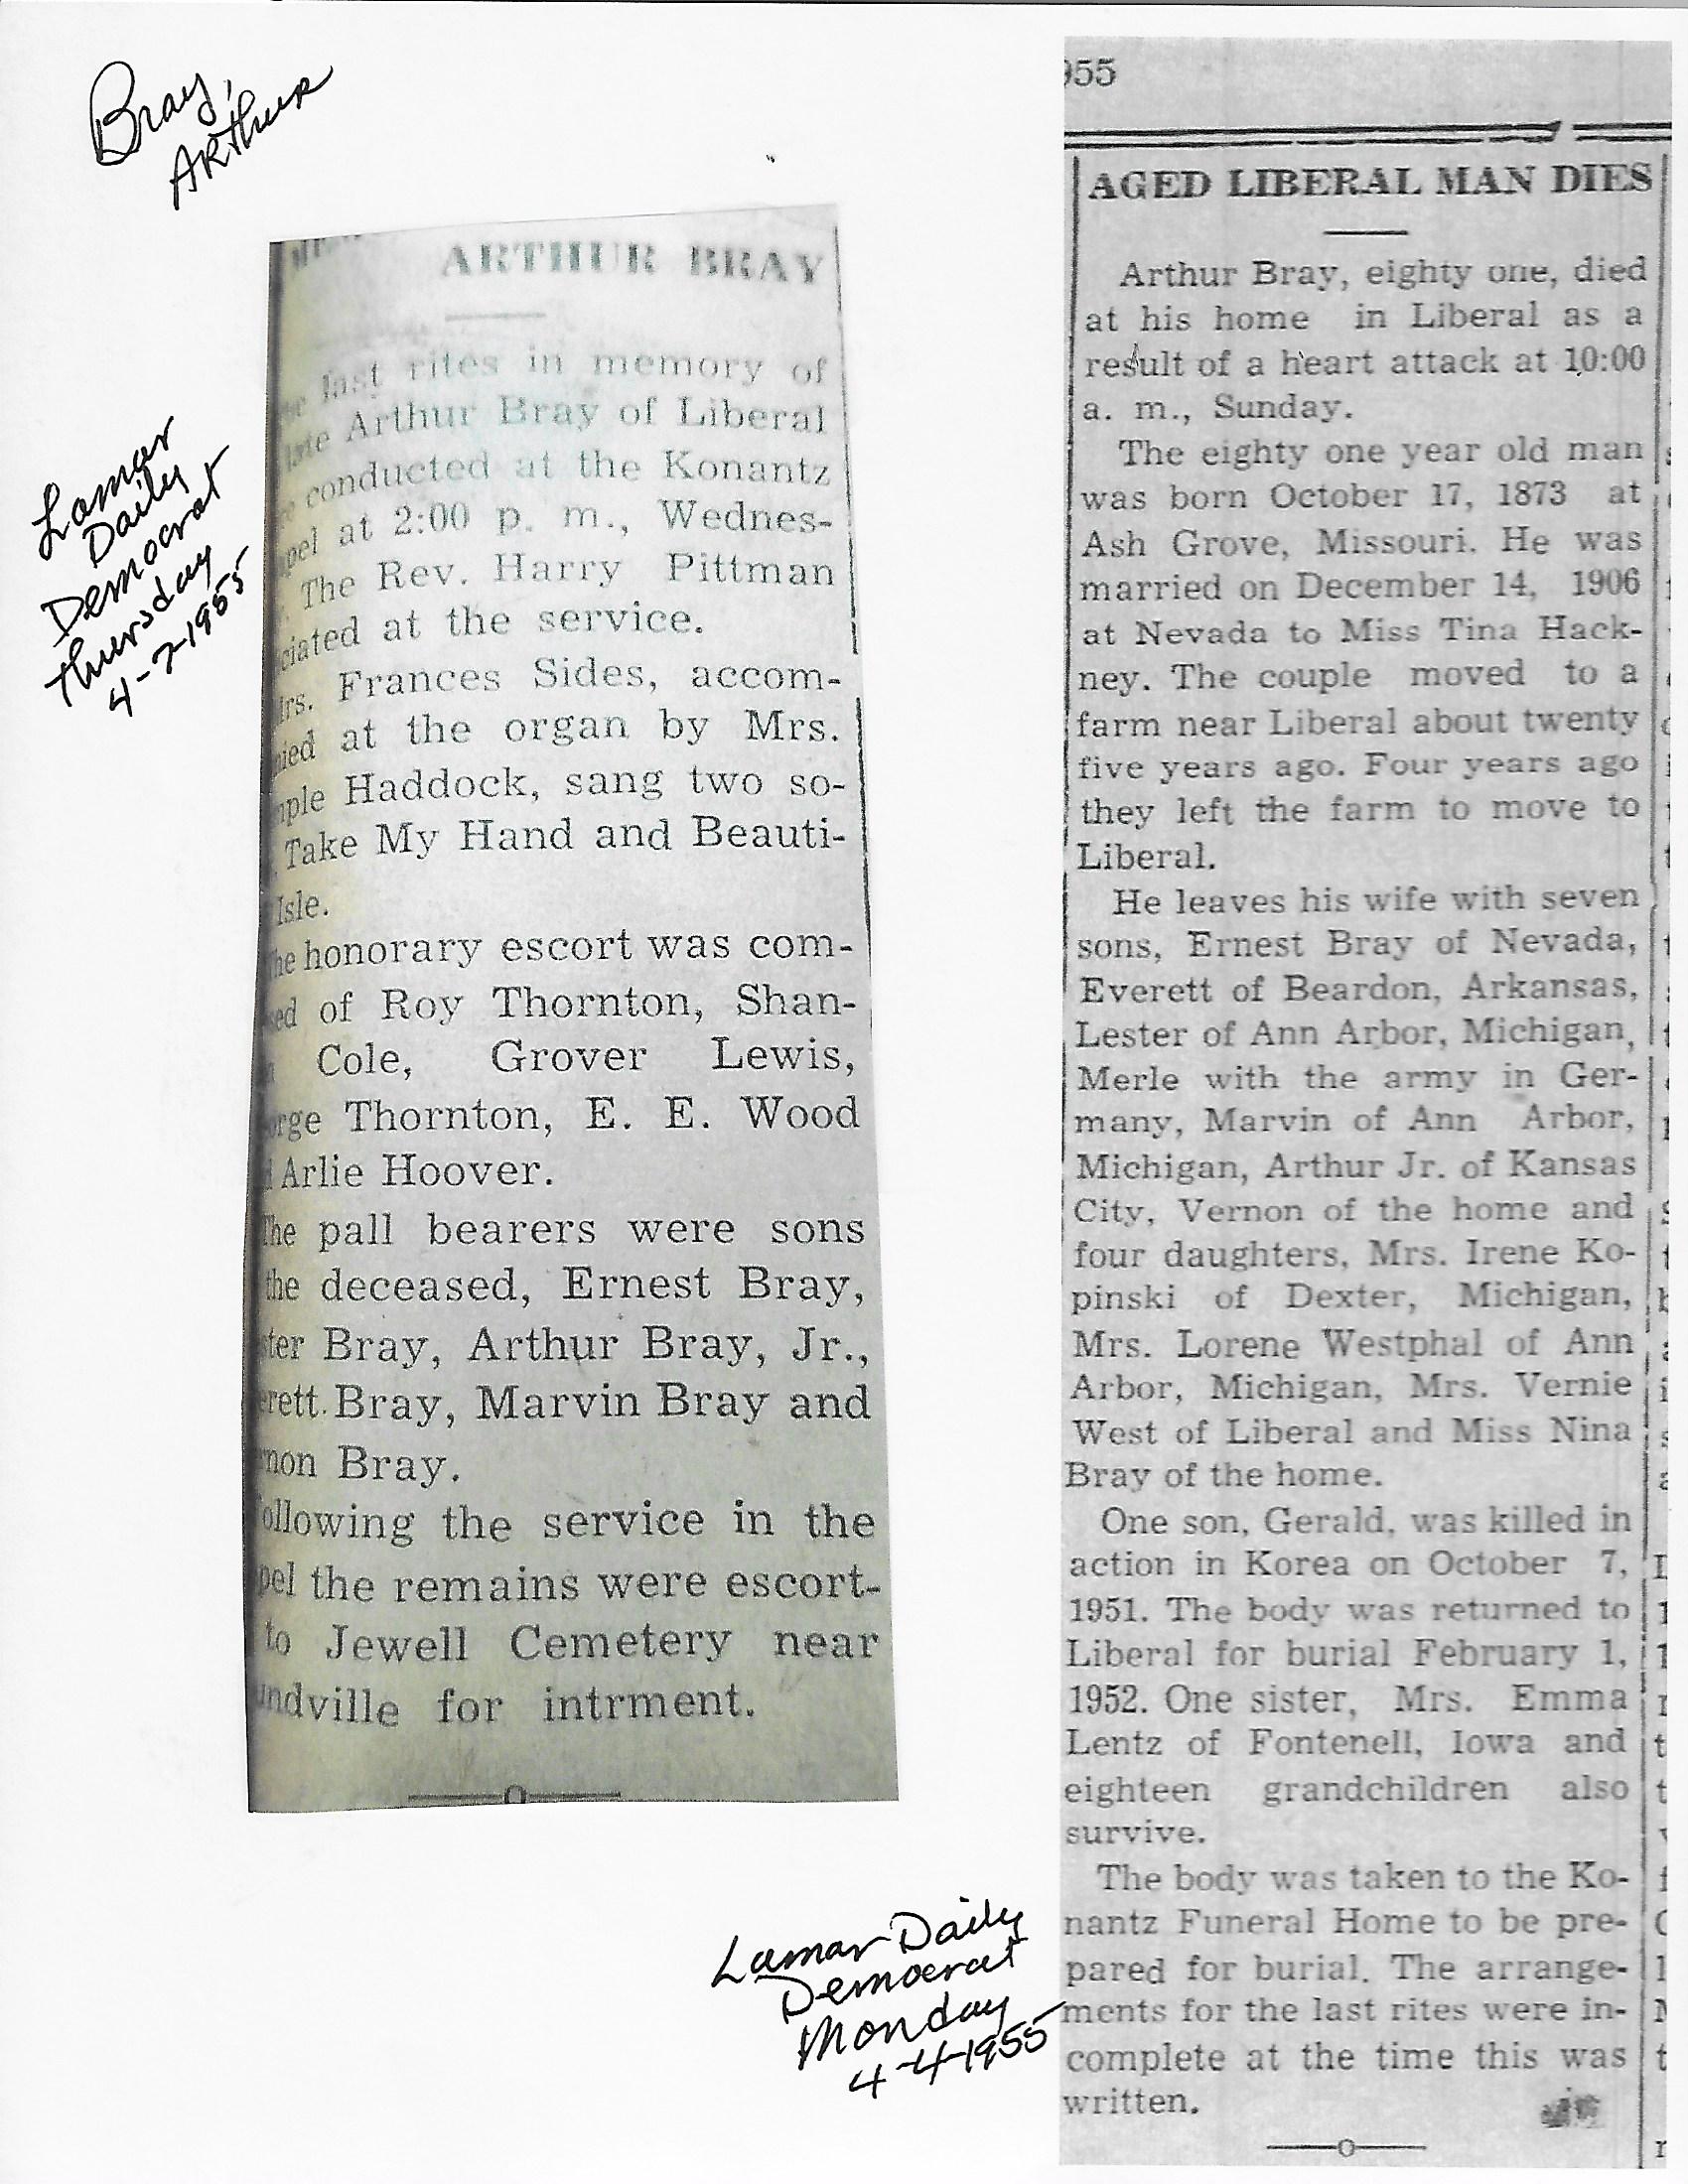 Bray,
Arthur
Lamar
Daily
Democrat
Thursday
4-7-1955
ARTHUR BRAY
last rites in memory of
late Arthur Bray of Liberal
conducted at the Konantz
pel at 2:00 p. m., Wednes-
The Rev. Harry Pittman
ciated at the service.
rs. Frances Sides, accom-
nied at the organ by Mrs.
mple Haddock, sang two so-
Take My Hand and Beauti-
Isle.
he honorary escort was com-
sed of Roy Thornton, Shan-
Cole, Grover Lewis,
orge Thornton, E. E. Wood
Arlie Hoover.
The pall bearers were sons
the deceased, Ernest Bray,
ter Bray, Arthur Bray, Jr.,
erett Bray, Marvin Bray and
rnon Bray.
ollowing the service in the
pel the remains were escort-
to Jewell Cemetery near
undville for intrment.
Lamar Daily
Democrat
Monday
4-4-1955
955
AGED LIBERAL MAN DIES
Arthur Bray, eighty one, died
at his home in Liberal as a
result of a heart attack at 10:00
a. m., Sunday.
The eighty one year old man
was born October 17, 1873 at
Ash Grove, Missouri. He was
married on December 14, 1906
at Nevada to Miss Tina Hack-
ney. The couple moved to a
farm near Liberal about twenty
five years ago. Four years ago
they left the farm to move to
Liberal.
He leaves his wife with seven
sons, Ernest Bray of Nevada,
Everett of Beardon, Arkansas,
Lester of Ann Arbor, Michigan,
Merle with the army in Ger-
many, Marvin of Ann Arbor,
Michigan, Arthur Jr. of Kansas
City, Vernon of the home and
four daughters, Mrs. Irene Ko-
pinski of Dexter, Michigan,
Mrs. Lorene Westphal of Ann
Arbor, Michigan, Mrs. Vernie
West of Liberal and Miss Nina
Bray of the home.
One son, Gerald, was killed in
action in Korea on October 7,
1951. The body was returned to
Liberal for burial February 1,
1952. One sister, Mrs. Emma
Lentz of Fontenell, Iowa and
eighteen grandchildren also
survive.
The body was taken to the Ko-
nantz Funeral Home to be pre-
pared for burial. The arrange-
ments for the last rites were in-
complete at the time this was
written.